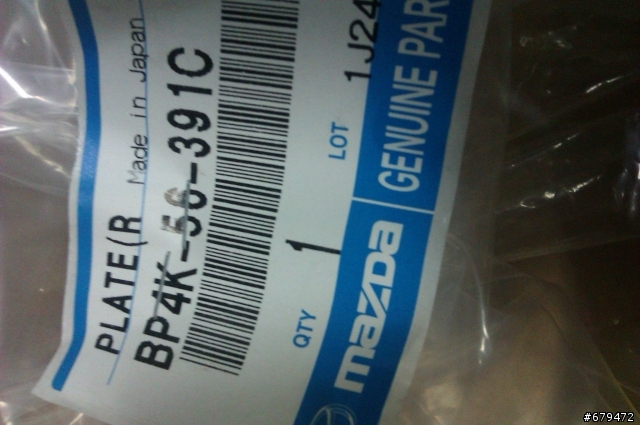 PLATE(R
Made in Japan
BP4K-56-391C
QTY
1
LOT
1J24
mazda
GENUINE PAR
#679472